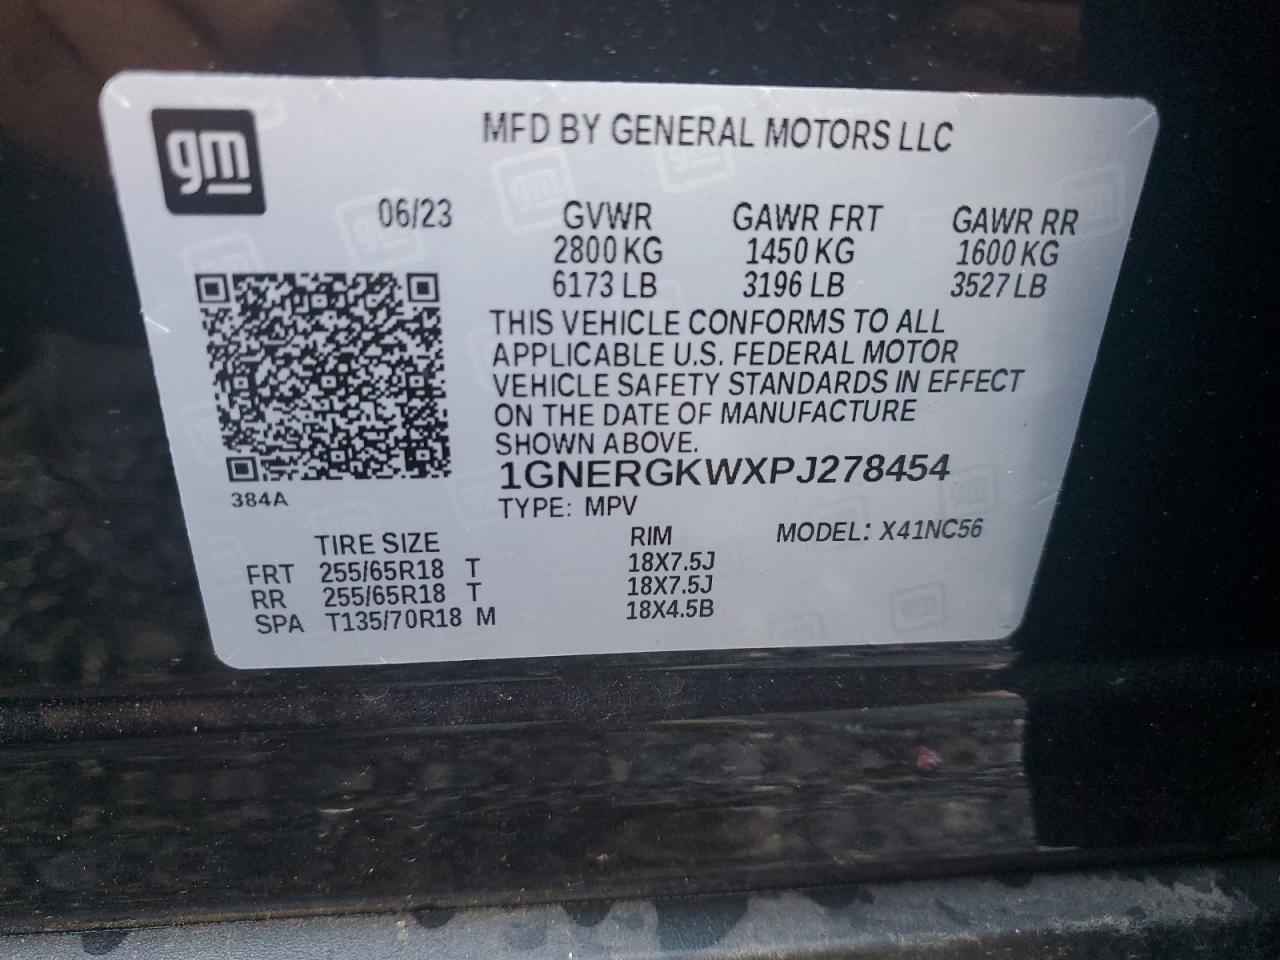 gm
MFD BY GENERAL MOTORS LLC
06/23 GVWR GAWR FRT GAWR RR
2800 KG 1450 KG 1600 KG
6173 LB 3196 LB 3527 LB
THIS VEHICLE CONFORMS TO ALL
APPLICABLE U.S. FEDERAL MOTOR
VEHICLE SAFETY STANDARDS IN EFFECT
ON THE DATE OF MANUFACTURE
SHOWN ABOVE.
1GNERGKWXPJ278454
384A
TYPE: MPV
TIRE SIZE RIM MODEL: X41NC56
FRT 255/65R18 T 18X7.5J
RR 255/65R18 T 18X7.5J
SPA T135/70R18 M 18X4.5B